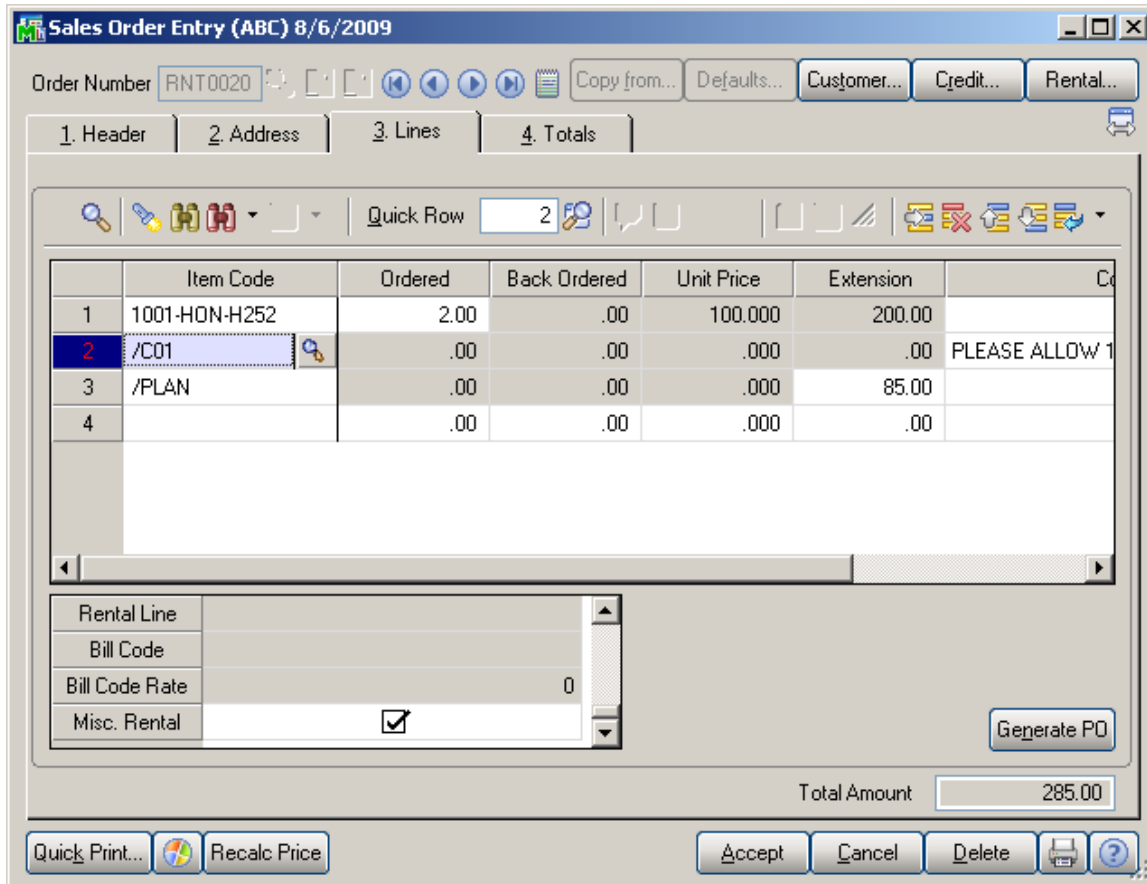 Sales Order Entry (ABC) 8/6/2009
Order Number RNT0020 Copy from... Defaults... Customer... Credit... Rental...
1. Header 2. Address 3. Lines 4. Totals
Quick Row 2
Item Code Ordered Back Ordered Unit Price Extension
1 1001-HON-H252 2.00 .00 100.000 200.00
2 /C01 .00 .00 .000 .00 PLEASE ALLOW 1
3 /PLAN .00 .00 .000 85.00
4 .00 .00 .000 .00
Rental Line
Bill Code
Bill Code Rate 0
Misc. Rental
Generate PO
Total Amount 285.00
Quick Print... Recalc Price Accept Cancel Delete